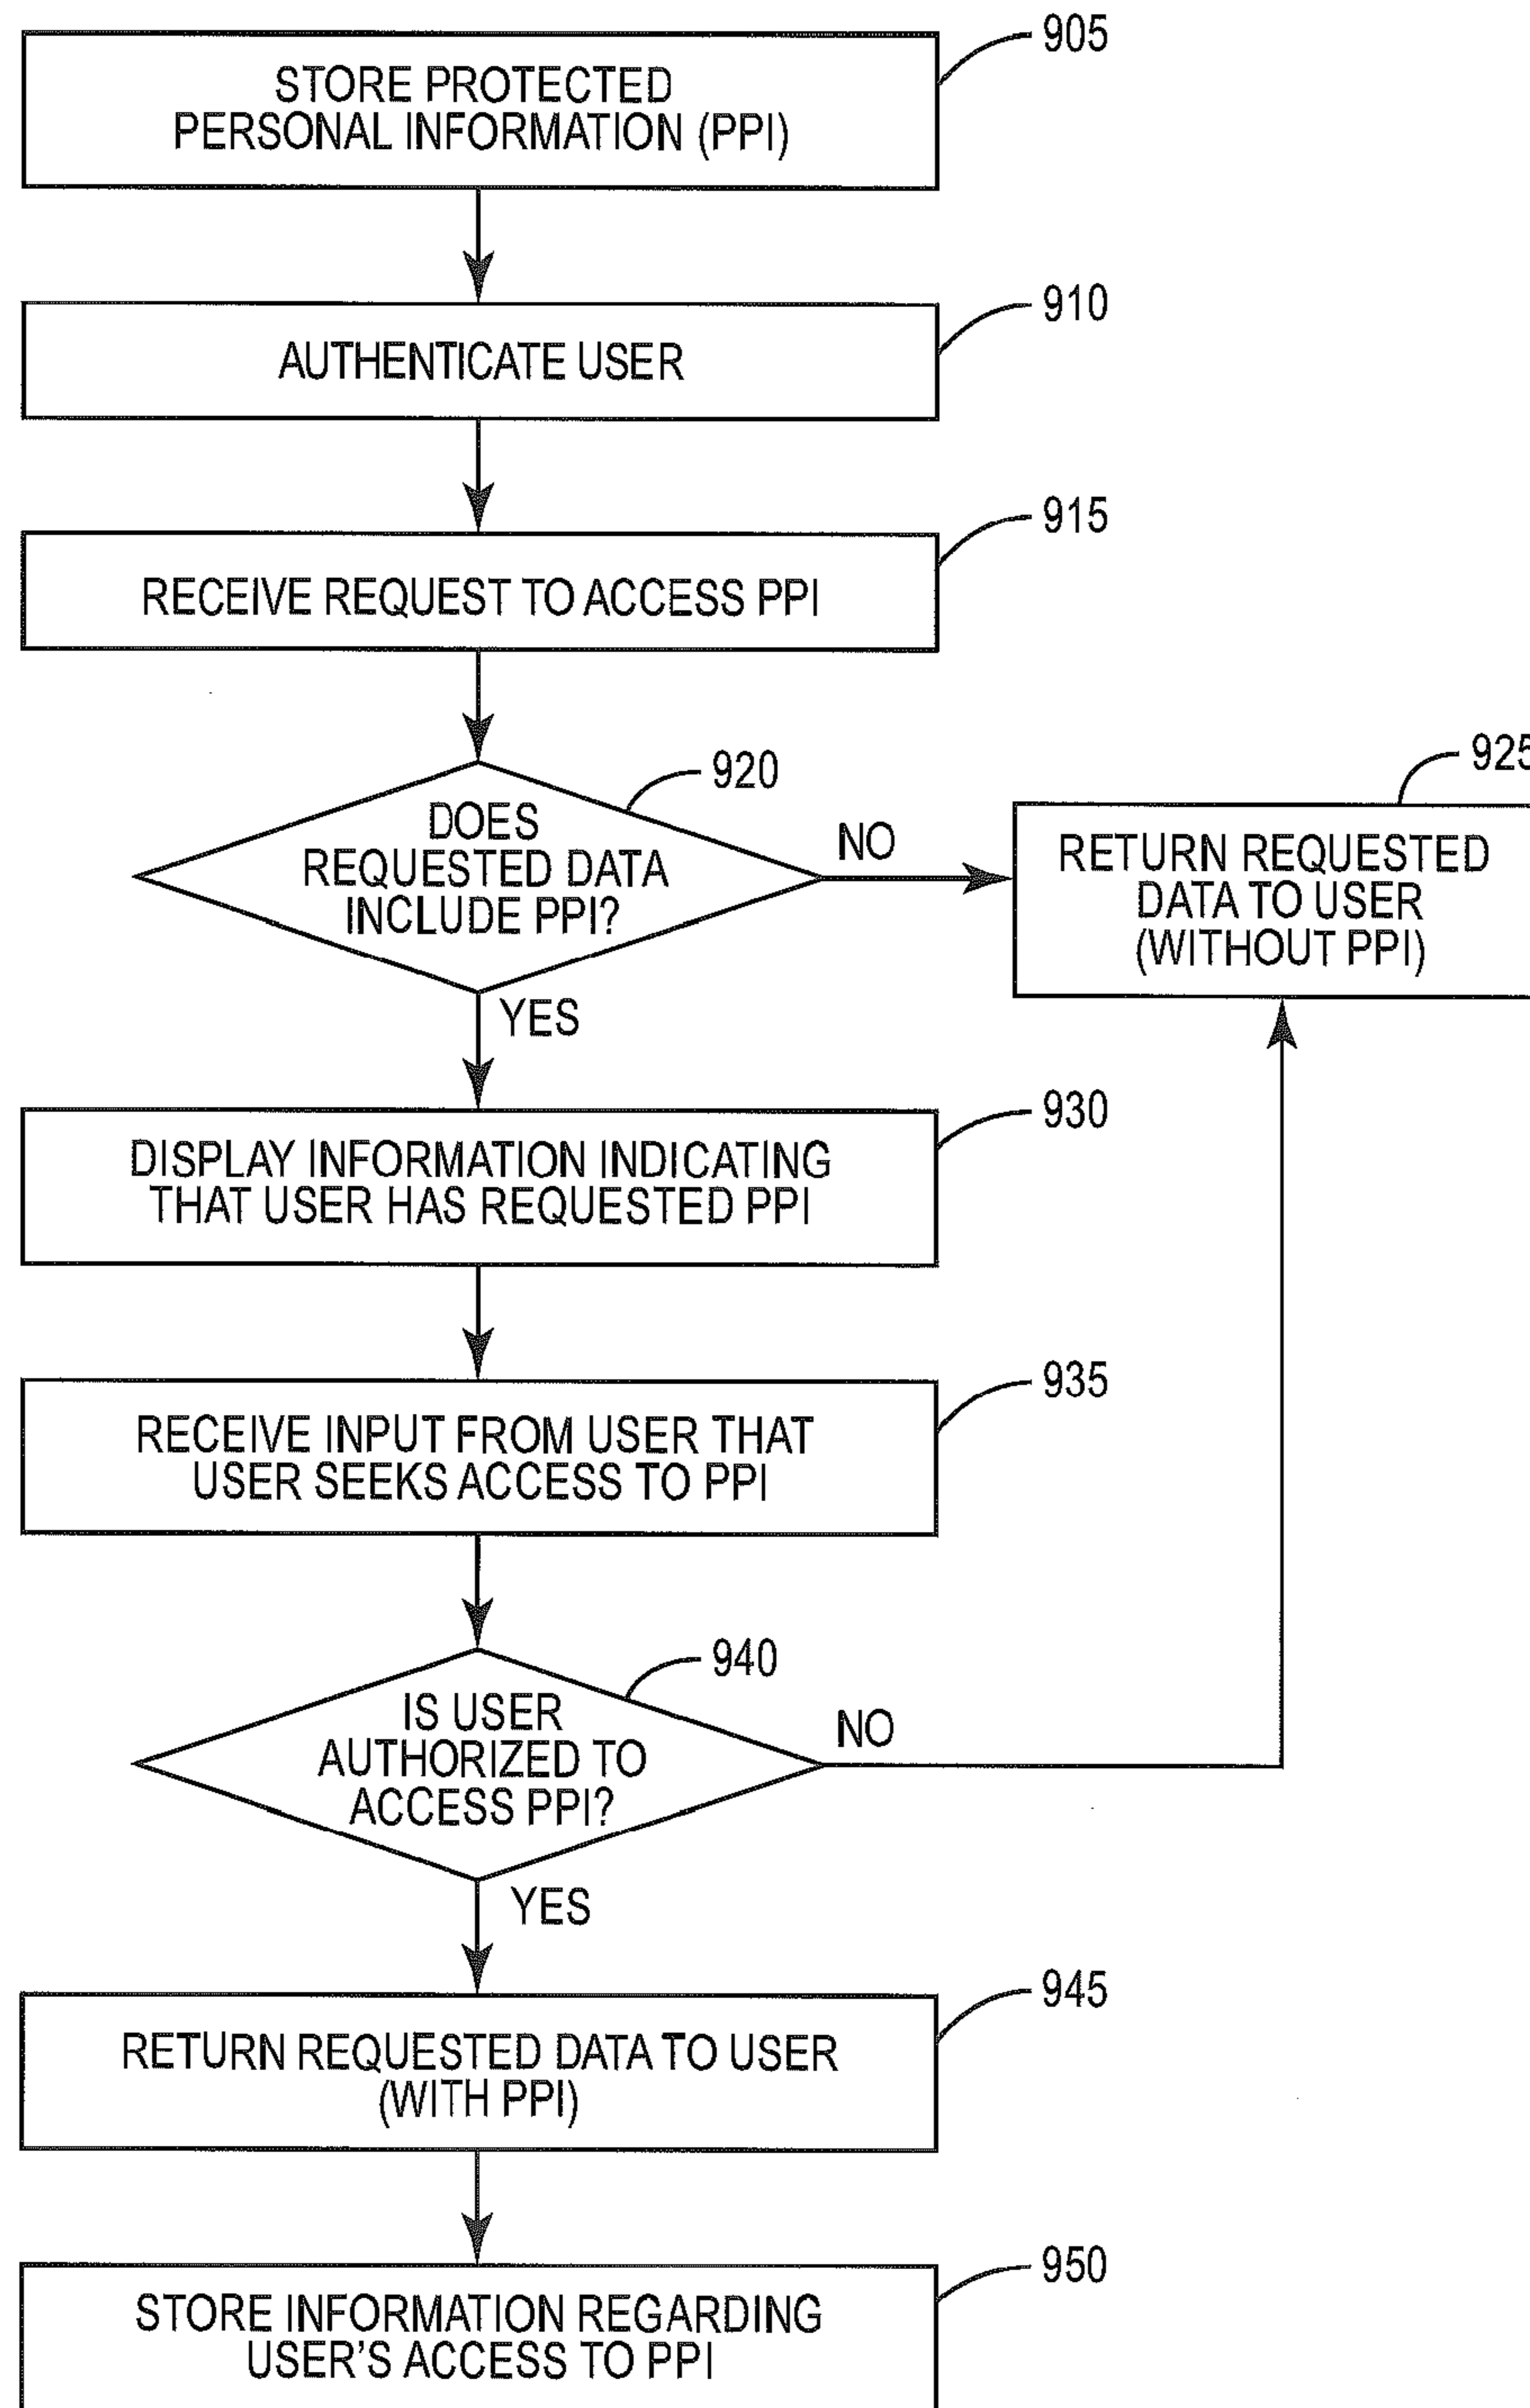 905
STORE PROTECTED
PERSONAL INFORMATION (PPI)
910
AUTHENTICATE USER
915
RECEIVE REQUEST TO ACCESS PPI
920
DOES
REQUESTED DATA
INCLUDE PPI?
NO
925
RETURN REQUESTED
DATA TO USER
(WITHOUT PPI)
YES
930
DISPLAY INFORMATION INDICATING
THAT USER HAS REQUESTED PPI
935
RECEIVE INPUT FROM USER THAT
USER SEEKS ACCESS TO PPI
940
IS USER
AUTHORIZED TO
ACCESS PPI?
NO
YES
945
RETURN REQUESTED DATA TO USER
(WITH PPI)
950
STORE INFORMATION REGARDING
USER'S ACCESS TO PPI